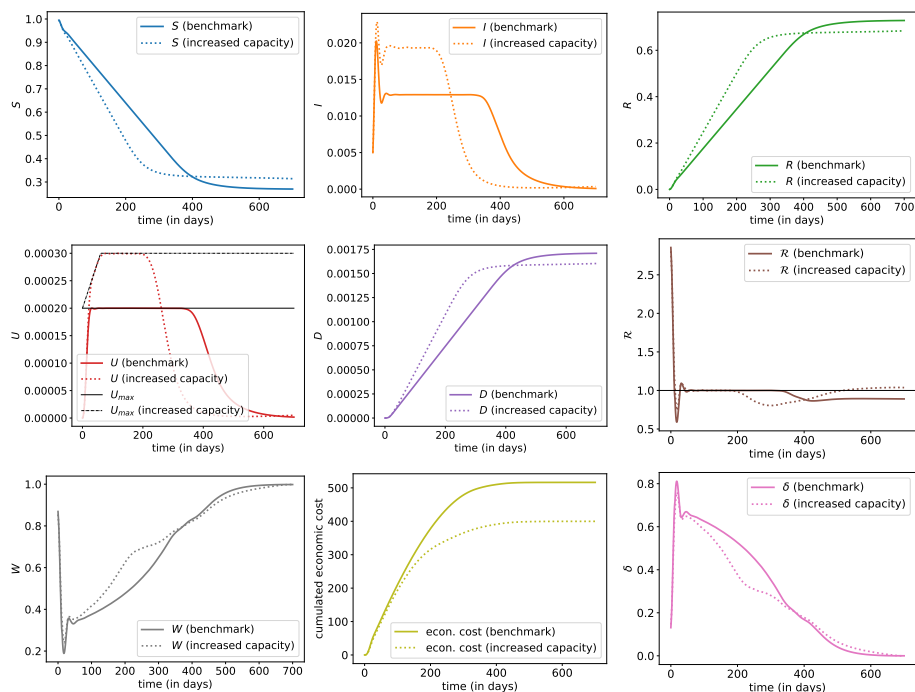 1.0
0.9
0.8
0.7
0.6
0.5
0.4
0.3
S
S (benchmark)
S (increased capacity)
0
200
400
600
time (in days)
0.020
0.015
0.010
0.005
0.000
I
I (benchmark)
I (increased capacity)
0
200
400
600
time (in days)
0.6
0.4
0.2
0.0
R
R (benchmark)
R (increased capacity)
0
100
200
300
400
500
600
700
time (in days)
0.00030
0.00025
0.00020
0.00015
0.00010
0.00005
0.00000
U
U (benchmark)
U (increased capacity)
Umax
Umax (increased capacity)
0
200
400
600
time (in days)
0.00175
0.00150
0.00125
0.00100
0.00075
0.00050
0.00025
0.00000
D
D (benchmark)
D (increased capacity)
0
200
400
600
time (in days)
2.5
2.0
1.5
1.0
0.5
ℛ
ℛ (benchmark)
ℛ (increased capacity)
0
200
400
600
time (in days)
1.0
0.8
0.6
0.4
0.2
W
W (benchmark)
W (increased capacity)
0
100
200
300
400
500
600
700
time (in days)
500
400
300
200
100
0
cumulated economic cost
econ. cost (benchmark)
econ. cost (increased capacity)
0
200
400
600
time (in days)
0.8
0.6
0.4
0.2
0.0
δ
δ (benchmark)
δ (increased capacity)
0
200
400
600
time (in days)